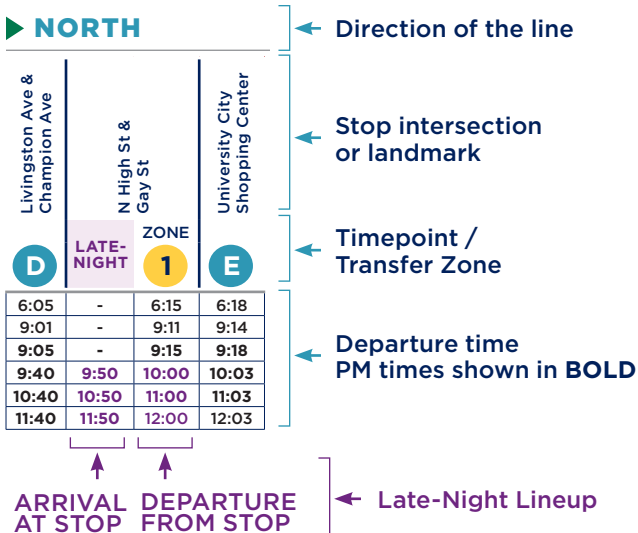 NORTH
Direction of the line
Livingston Ave &
Champion Ave
N High St &
Gay St
University City
Shopping Center
Stop intersection
or landmark
D
LATE-
NIGHT
ZONE
1
E
Timepoint /
Transfer Zone
6:05 - 6:15 6:18
9:01 - 9:11 9:14
9:05 - 9:15 9:18
9:40 9:50 10:00 10:03
10:40 10:50 11:00 11:03
11:40 11:50 12:00 12:03
Departure time
PM times shown in BOLD
ARRIVAL
AT STOP
DEPARTURE
FROM STOP
Late-Night Lineup